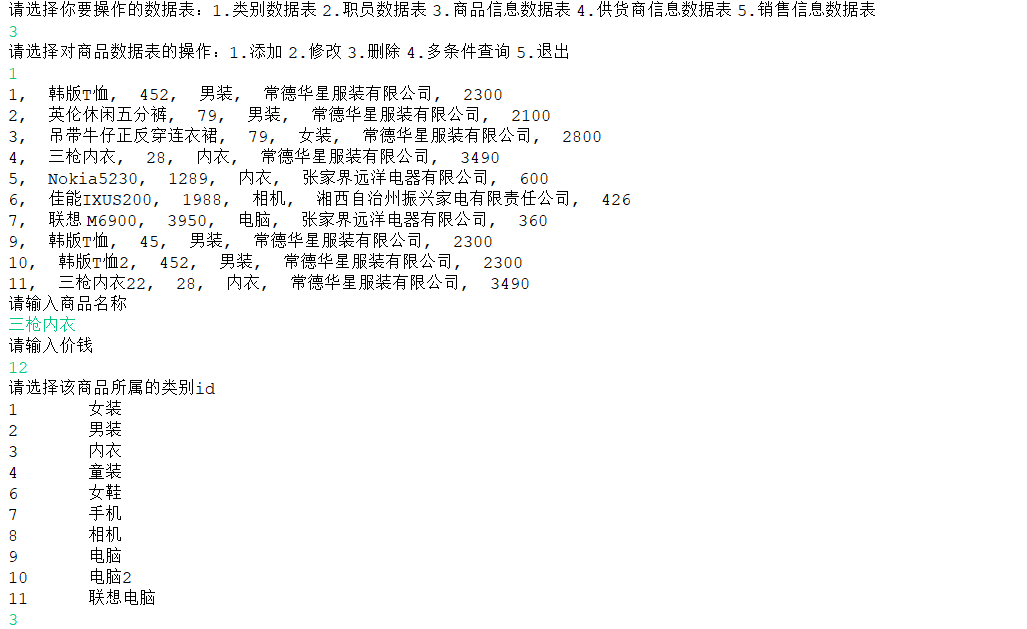 请选择你要操作的数据表：1.类别数据表 2.职员数据表 3.商品信息数据表 4.供货商信息数据表 5.销售信息数据表
3
请选择对商品数据表的操作：1.添加 2.修改 3.删除 4.多条件查询 5.退出
1
1,  韩版T恤,  452,  男装,  常德华星服装有限公司,  2300
2,  英伦休闲五分裤,  79,  男装,  常德华星服装有限公司,  2100
3,  吊带牛仔正反穿连衣裙,  79,  女装,  常德华星服装有限公司,  2800
4,  三枪内衣,  28,  内衣,  常德华星服装有限公司,  3490
5,  Nokia5230,  1289,  内衣,  张家界远洋电器有限公司,  600
6,  佳能IXUS200,  1988,  相机,  湘西自治州振兴家电有限责任公司,  426
7,  联想M6900,  3950,  电脑,  张家界远洋电器有限公司,  360
9,  韩版T恤,  45,  男装,  常德华星服装有限公司,  2300
10,  韩版T恤2,  452,  男装,  常德华星服装有限公司,  2300
11,  三枪内衣22,  28,  内衣,  常德华星服装有限公司,  3490
请输入商品名称
三枪内衣
请输入价钱
12
请选择该商品所属的类别id
1 女装
2 男装
3 内衣
4 童装
6 女鞋
7 手机
8 相机
9 电脑
10 电脑2
11 联想电脑
3